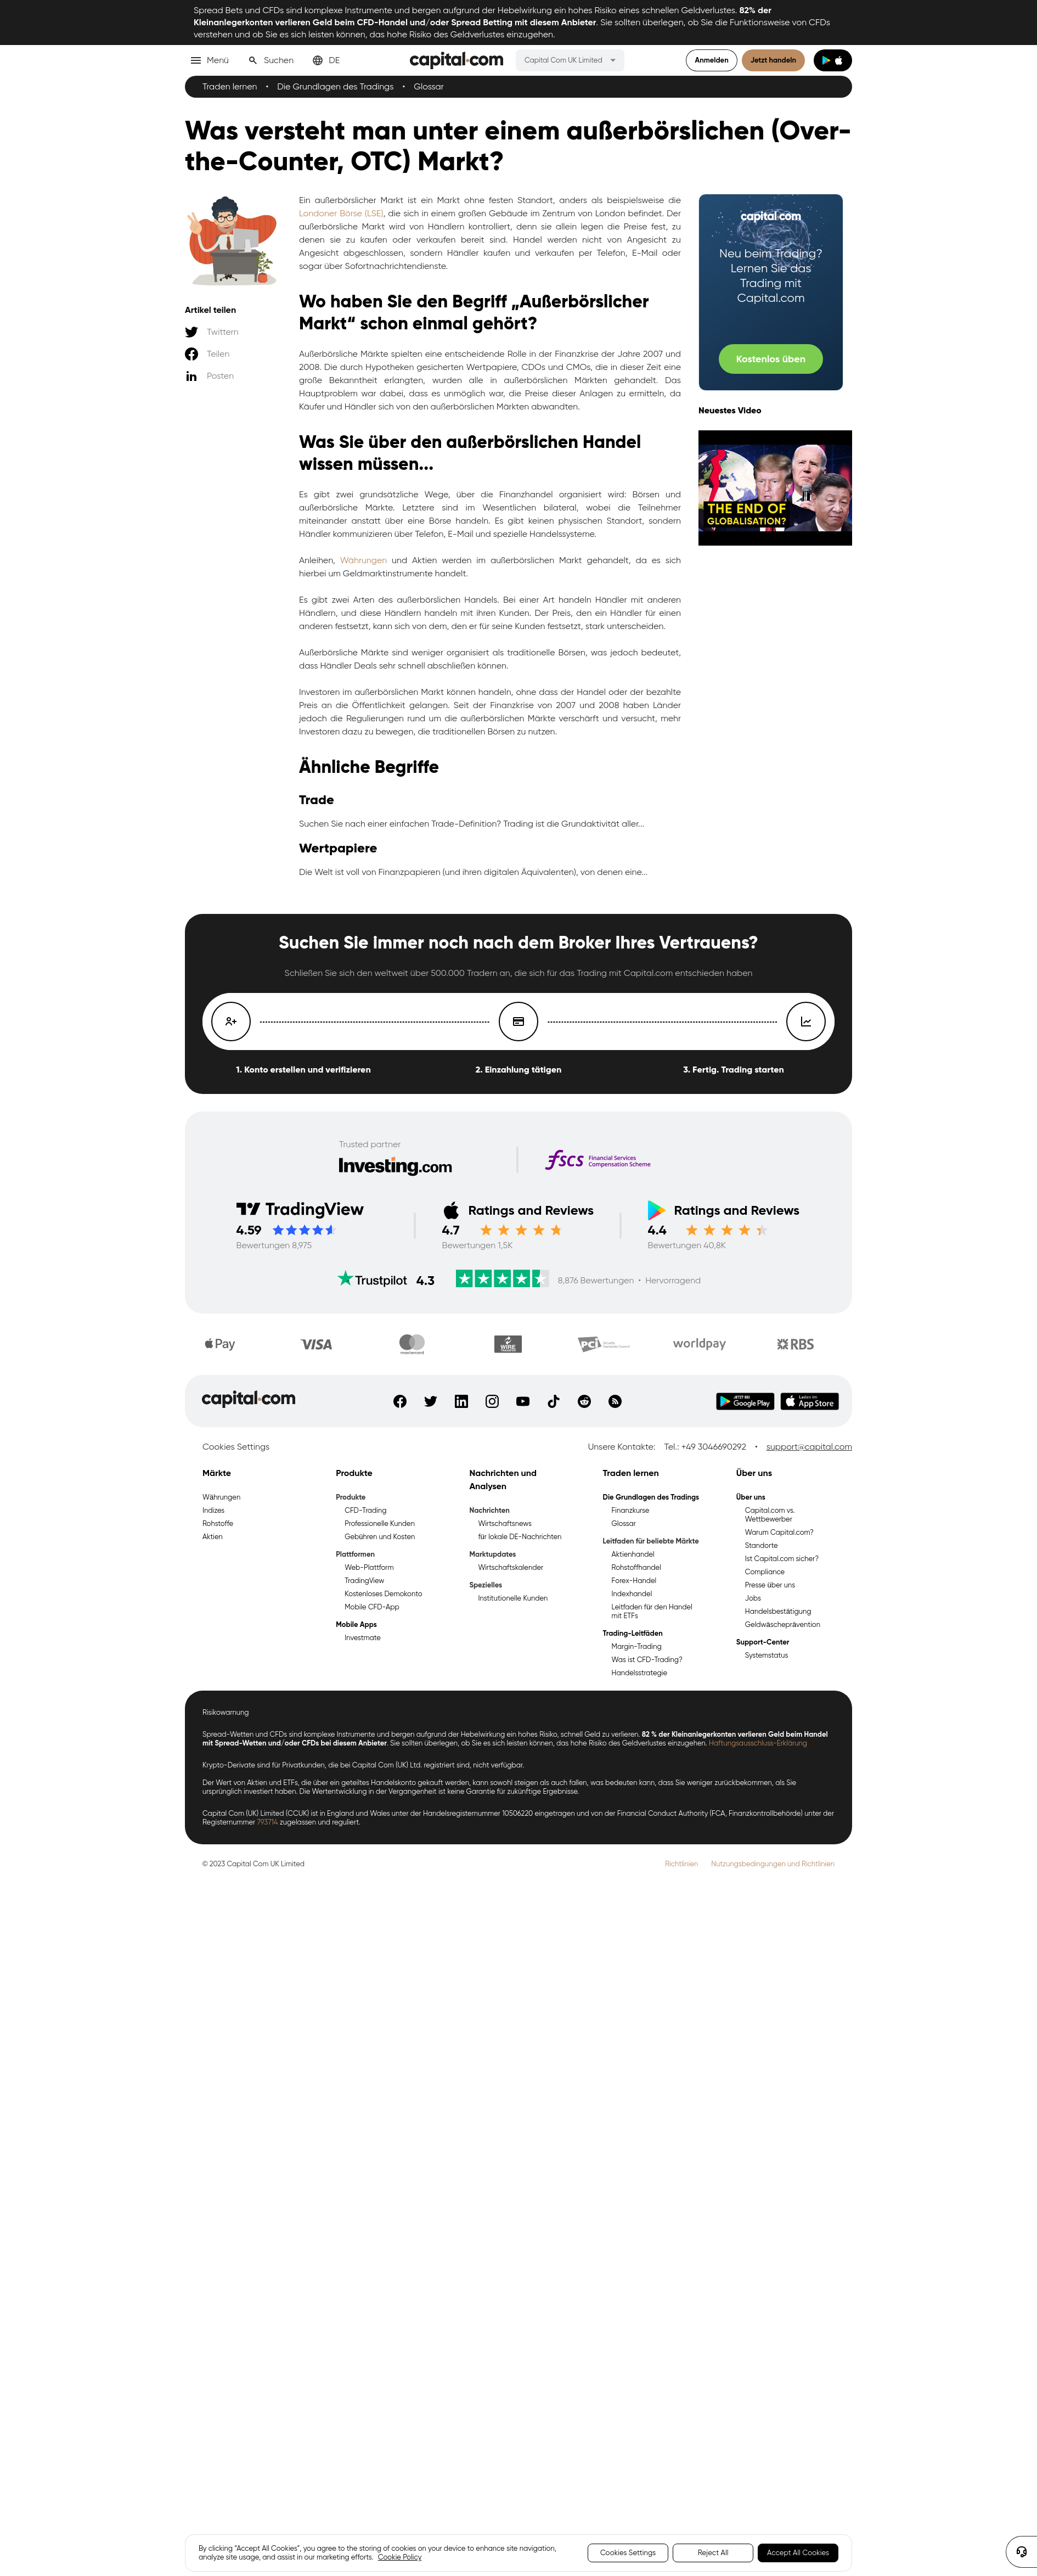 Spread Bets und CFDs sind komplexe Instrumente und bergen aufgrund der Hebelwirkung ein hohes Risiko eines schnellen Geldverlustes. 82% der
Kleinanlegerkonten verlieren Geld beim CFD-Handel und/oder Spread Betting mit diesem Anbieter. Sie sollten überlegen, ob Sie die Funktionsweise von CFDs
verstehen und ob Sie es sich leisten können, das hohe Risiko des Geldverlustes einzugehen.
Menü Suchen DE capital.com Capital Com UK Limited Anmelden Jetzt handeln
Traden lernen • Die Grundlagen des Tradings • Glossar
Was versteht man unter einem außerbörslichen (Over-
the-Counter, OTC) Markt?
Artikel teilen
Twittern
Teilen
Posten
Ein außerbörslicher Markt ist ein Markt ohne festen Standort, anders als beispielsweise die
Londoner Börse (LSE), die sich in einem großen Gebäude im Zentrum von London befindet. Der
außerbörsliche Markt wird von Händlern kontrolliert, denn sie allein legen die Preise fest, zu
denen sie zu kaufen oder verkaufen bereit sind. Handel werden nicht von Angesicht zu
Angesicht abgeschlossen, sondern Händler kaufen und verkaufen per Telefon, E-Mail oder
sogar über Sofortnachrichtendienste.
Wo haben Sie den Begriff „Außerbörslicher
Markt“ schon einmal gehört?
Außerbörsliche Märkte spielten eine entscheidende Rolle in der Finanzkrise der Jahre 2007 und
2008. Die durch Hypotheken gesicherten Wertpapiere, CDOs und CMOs, die in dieser Zeit eine
große Bekanntheit erlangten, wurden alle in außerbörslichen Märkten gehandelt. Das
Hauptproblem war dabei, dass es unmöglich war, die Preise dieser Anlagen zu ermitteln, da
Käufer und Händler sich von den außerbörslichen Märkten abwandten.
Was Sie über den außerbörslichen Handel
wissen müssen...
Es gibt zwei grundsätzliche Wege, über die Finanzhandel organisiert wird: Börsen und
außerbörsliche Märkte. Letztere sind im Wesentlichen bilateral, wobei die Teilnehmer
miteinander anstatt über eine Börse handeln. Es gibt keinen physischen Standort, sondern
Händler kommunizieren über Telefon, E-Mail und spezielle Handelssysteme.
Anleihen, Währungen und Aktien werden im außerbörslichen Markt gehandelt, da es sich
hierbei um Geldmarktinstrumente handelt.
Es gibt zwei Arten des außerbörslichen Handels. Bei einer Art handeln Händler mit anderen
Händlern, und diese Händlern handeln mit ihren Kunden. Der Preis, den ein Händler für einen
anderen festsetzt, kann sich von dem, den er für seine Kunden festsetzt, stark unterscheiden.
Außerbörsliche Märkte sind weniger organisiert als traditionelle Börsen, was jedoch bedeutet,
dass Händler Deals sehr schnell abschließen können.
Investoren im außerbörslichen Markt können handeln, ohne dass der Handel oder der bezahlte
Preis an die Öffentlichkeit gelangen. Seit der Finanzkrise von 2007 und 2008 haben Länder
jedoch die Regulierungen rund um die außerbörslichen Märkte verschärft und versucht, mehr
Investoren dazu zu bewegen, die traditionellen Börsen zu nutzen.
Ähnliche Begriffe
Trade
Suchen Sie nach einer einfachen Trade-Definition? Trading ist die Grundaktivität aller...
Wertpapiere
Die Welt ist voll von Finanzpapieren (und ihren digitalen Äquivalenten), von denen eine...
capital.com
Neu beim Trading?
Lernen Sie das
Trading mit
Capital.com
Kostenlos üben
Neuestes Video
THE END OF
GLOBALISATION?
Suchen Sie immer noch nach dem Broker Ihres Vertrauens?
Schließen Sie sich den weltweit über 500.000 Tradern an, die sich für das Trading mit Capital.com entschieden haben
1. Konto erstellen und verifizieren 2. Einzahlung tätigen 3. Fertig. Trading starten
Trusted partner
Investing.com fscs Financial Services
Compensation Scheme
TradingView Ratings and Reviews Ratings and Reviews
4.59 4.7 4.4
Bewertungen 8,975 Bewertungen 1,5K Bewertungen 40,8K
Trustpilot 4.3 8,876 Bewertungen • Hervorragend
Pay VISA mastercard WIRE PCI worldpay RBS
capital.com JETZT BEI Google Play Laden im App Store
Cookies Settings Unsere Kontakte: Tel.: +49 3046690292 • support@capital.com
Märkte
Währungen
Indizes
Rohstoffe
Aktien
Produkte
Produkte
CFD-Trading
Professionelle Kunden
Gebühren und Kosten
Plattformen
Web-Plattform
TradingView
Kostenloses Demokonto
Mobile CFD-App
Mobile Apps
Investmate
Nachrichten und
Analysen
Nachrichten
Wirtschaftsnews
für lokale DE-Nachrichten
Marktupdates
Wirtschaftskalender
Spezielles
Institutionelle Kunden
Traden lernen
Die Grundlagen des Tradings
Finanzkurse
Glossar
Leitfaden für beliebte Märkte
Aktienhandel
Rohstoffhandel
Forex-Handel
Indexhandel
Leitfaden für den Handel
mit ETFs
Trading-Leitfäden
Margin-Trading
Was ist CFD-Trading?
Handelsstrategie
Über uns
Über uns
Capital.com vs.
Wettbewerber
Warum Capital.com?
Standorte
Ist Capital.com sicher?
Compliance
Presse über uns
Jobs
Handelsbestätigung
Geldwäscheprävention
Support-Center
Systemstatus
Risikowarnung
Spread-Wetten und CFDs sind komplexe Instrumente und bergen aufgrund der Hebelwirkung ein hohes Risiko, schnell Geld zu verlieren. 82 % der Kleinanlegerkonten verlieren Geld beim Handel
mit Spread-Wetten und/oder CFDs bei diesem Anbieter. Sie sollten überlegen, ob Sie es sich leisten können, das hohe Risiko des Geldverlustes einzugehen. Haftungsausschluss-Erklärung
Krypto-Derivate sind für Privatkunden, die bei Capital Com (UK) Ltd. registriert sind, nicht verfügbar.
Der Wert von Aktien und ETFs, die über ein geteiltes Handelskonto gekauft werden, kann sowohl steigen als auch fallen, was bedeuten kann, dass Sie weniger zurückbekommen, als Sie
ursprünglich investiert haben. Die Wertentwicklung in der Vergangenheit ist keine Garantie für zukünftige Ergebnisse.
Capital Com (UK) Limited (CCUK) ist in England und Wales unter der Handelsregisternummer 10506220 eingetragen und von der Financial Conduct Authority (FCA, Finanzkontrollbehörde) unter der
Registernummer 793714 zugelassen und reguliert.
© 2023 Capital Com UK Limited Richtlinien Nutzungsbedingungen und Richtlinien
By clicking “Accept All Cookies”, you agree to the storing of cookies on your device to enhance site navigation,
analyze site usage, and assist in our marketing efforts. Cookie Policy
Cookies Settings Reject All Accept All Cookies